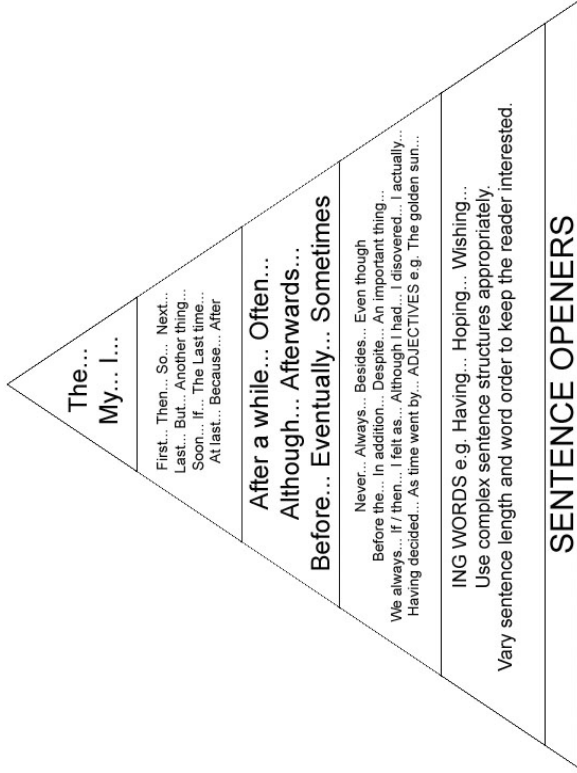 The...
My... I...
First... Then... So... Next...
Last... But.. Another thing...
Soon... If... The Last time...
At last... Because... After
After a while... Often...
Although... Afterwards...
Before... Eventually... Sometimes
Never... Always... Besides... Even though
Before the... In addition... Despite... An important thing...
We always... If / then... I felt as... Although I had... I disovered... I actually...
Having decided... As time went by... ADJECTIVES e.g. The golden sun...
ING WORDS e.g. Having... Hoping... Wishing...
Use complex sentence structures appropriately.
Vary sentence length and word order to keep the reader interested.
SENTENCE OPENERS